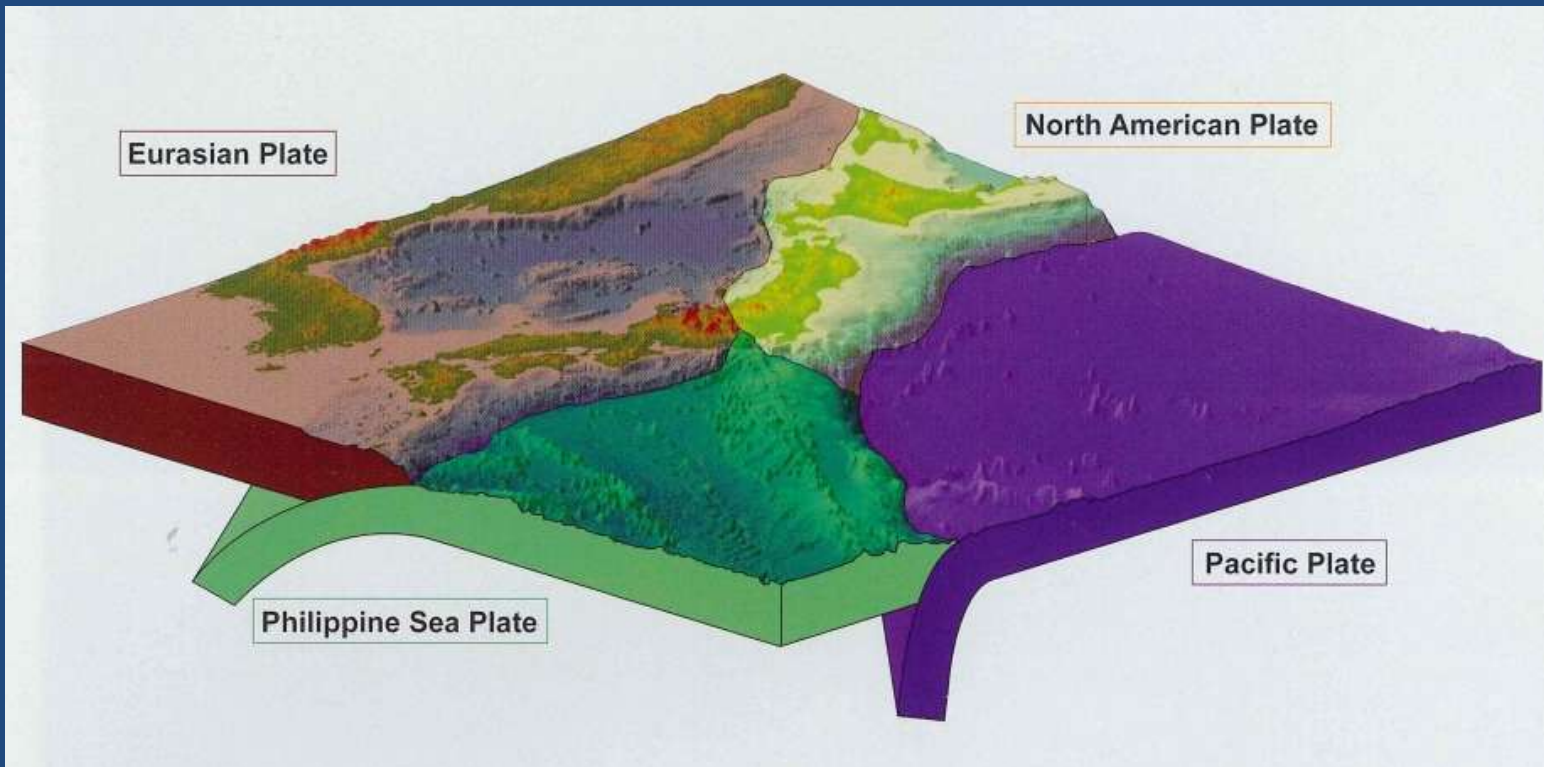 Eurasian Plate
North American Plate
Pacific Plate
Philippine Sea Plate